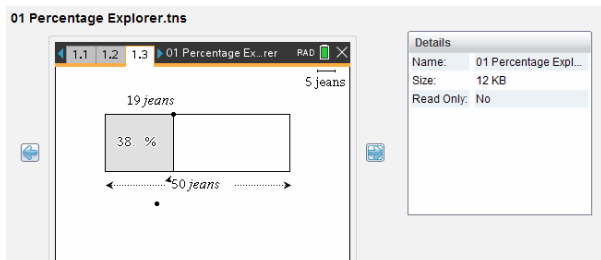 01 Percentage Explorer.tns
1.1 1.2 1.3 01 Percentage Ex...rer RAD
5 jeans
19 jeans
38. %
50 jeans
Details
Name: 01 Percentage Expl...
Size: 12 KB
Read Only: No